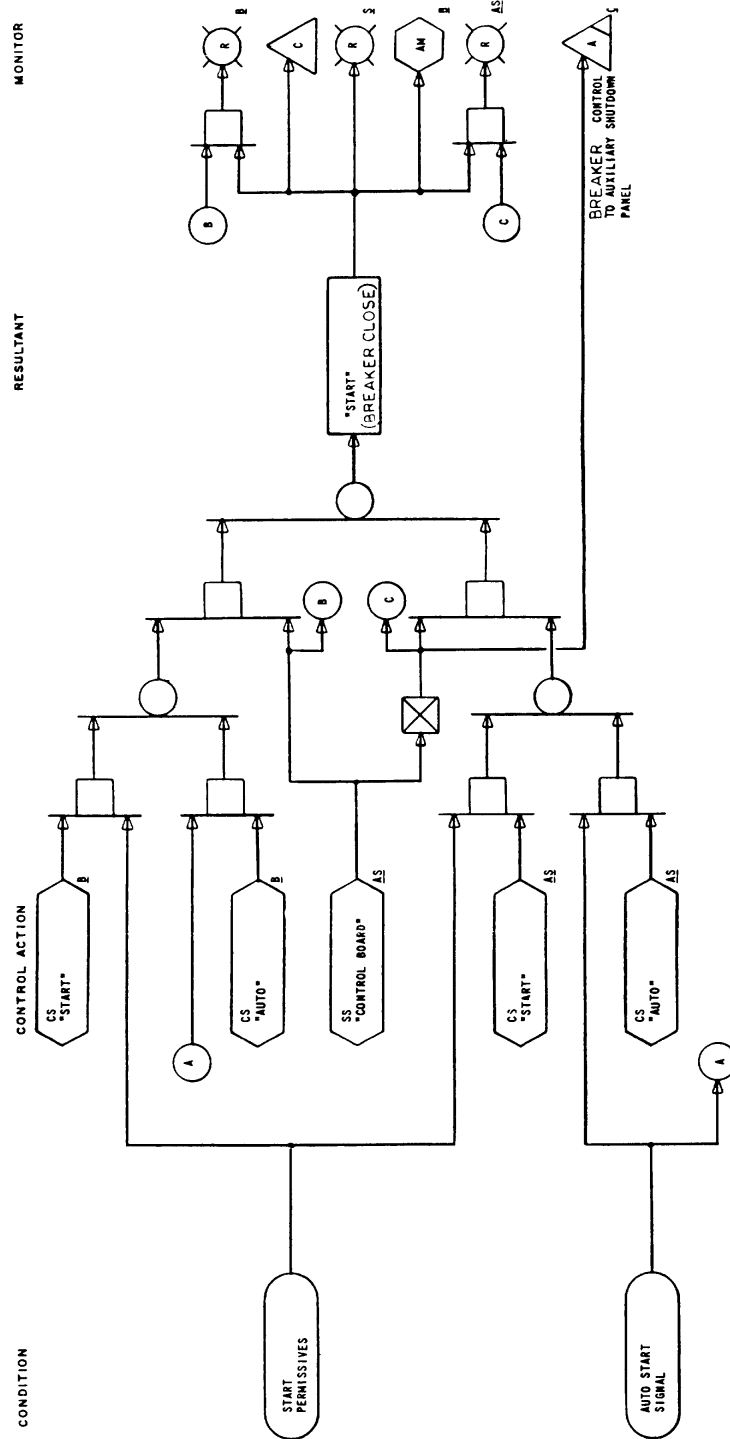 CONDITION
CONTROL ACTION
RESULTANT
MONITOR
START
PERMISSIVES
AUTO START
SIGNAL
CS
"START"
B
A
CS
"AUTO"
B
SS
"CONTROL BOARD"
AS
CS
"START"
AS
CS
"AUTO"
AS
A
B
C
"START"
(BREAKER CLOSE)
B
C
R
B
C
R
S
AM
B
R
AS
A
C
BREAKER CONTROL
TO AUXILIARY SHUTDOWN
PANEL